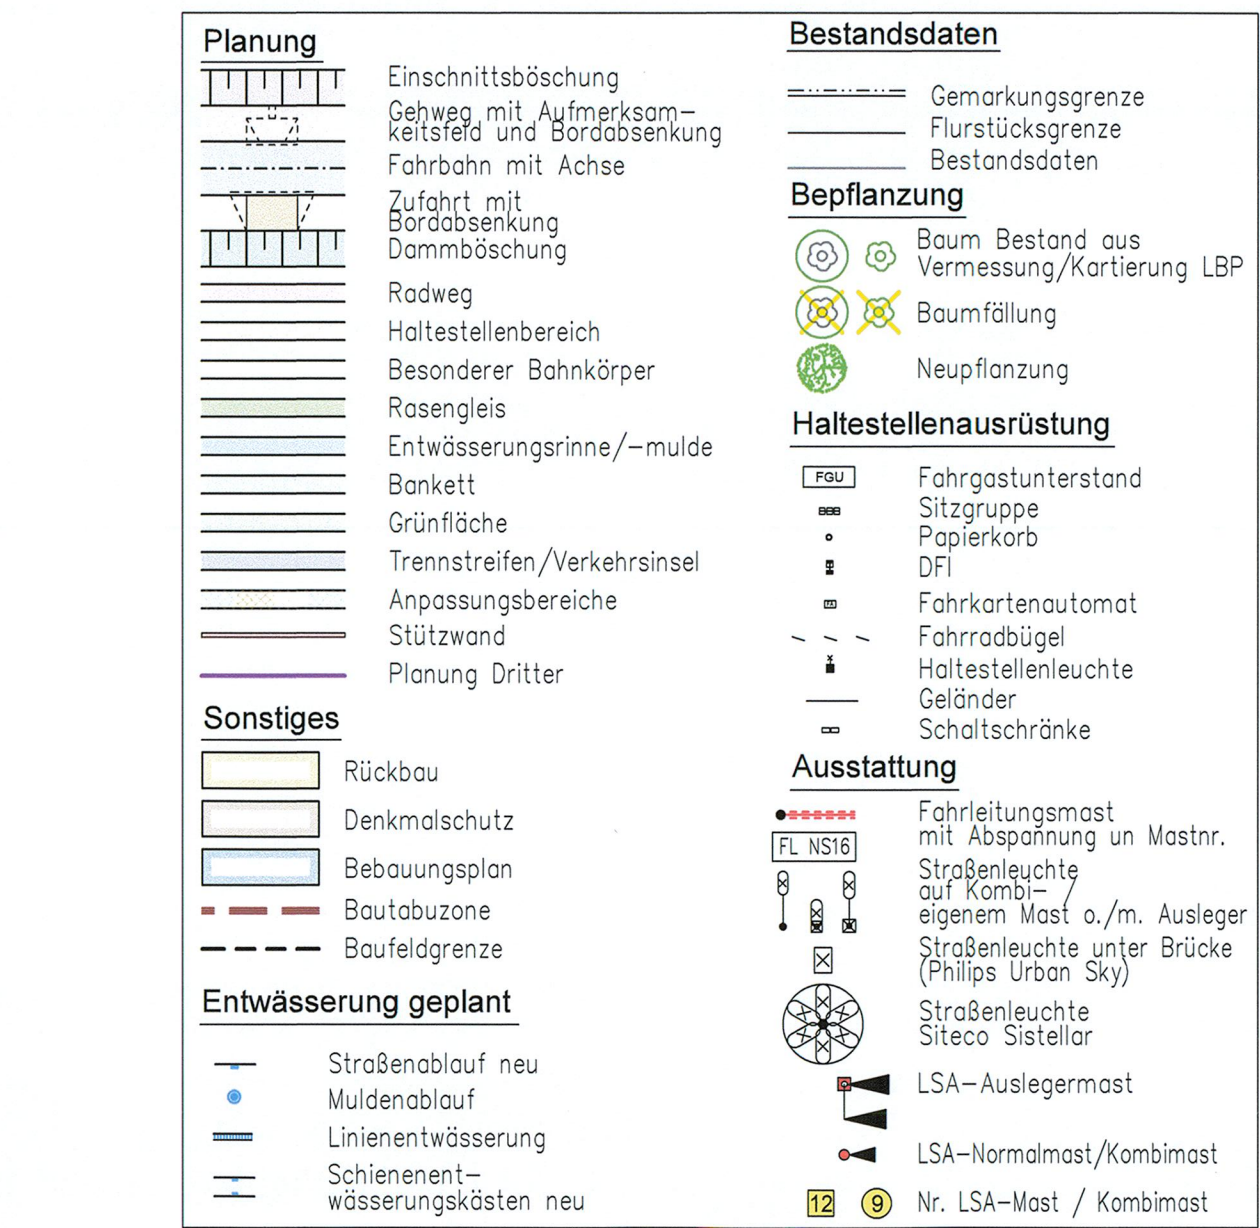 Planung
Einschnittsböschung
Gehweg mit Aufmerksam-
keitsfeld und Bordabsenkung
Fahrbahn mit Achse
Zufahrt mit
Bordabsenkung
Dammböschung
Radweg
Haltestellenbereich
Besonderer Bahnkörper
Rasengleis
Entwässerungsrinne/-mulde
Bankett
Grünfläche
Trennstreifen/Verkehrsinsel
Anpassungsbereiche
Stützwand
Planung Dritter
Sonstiges
Rückbau
Denkmalschutz
Bebauungsplan
Bautabuzone
Baufeldgrenze
Entwässerung geplant
Straßenablauf neu
Muldenablauf
Linienentwässerung
Schienenent-
wässerungskästen neu
Bestandsdaten
Gemarkungsgrenze
Flurstücksgrenze
Bestandsdaten
Bepflanzung
Baum Bestand aus
Vermessung/Kartierung LBP
Baumfällung
Neupflanzung
Haltestellenausrüstung
FGU Fahrgastunterstand
Sitzgruppe
Papierkorb
DFI
FA Fahrkartenautomat
Fahrradbügel
Haltestellenleuchte
Geländer
Schaltschränke
Ausstattung
Fahrleitungsmast
mit Abspannung un Mastnr.
FL NS16
Straßenleuchte
auf Kombi- /
eigenem Mast o./m. Ausleger
Straßenleuchte unter Brücke
(Philips Urban Sky)
Straßenleuchte
Siteco Sistellar
LSA-Auslegermast
LSA-Normalmast/Kombimast
12 9 Nr. LSA-Mast / Kombimast